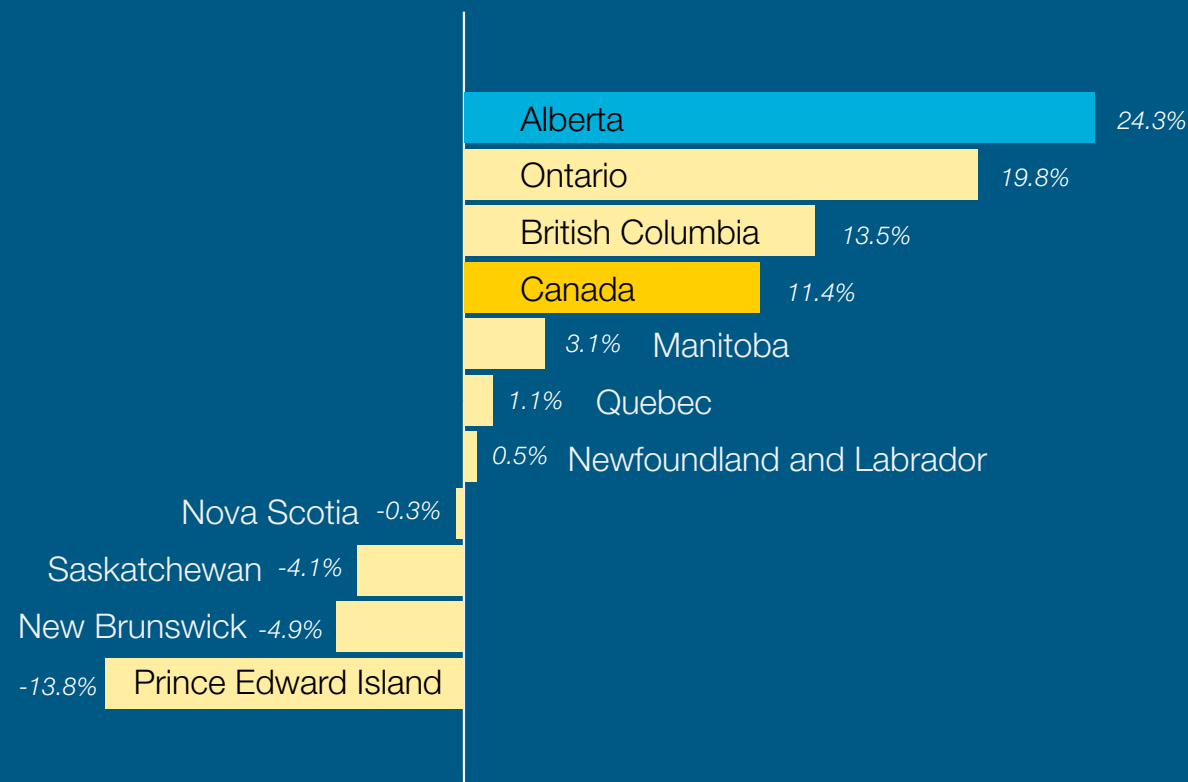 Alberta 24.3%
Ontario 19.8%
British Columbia 13.5%
Canada 11.4%
3.1% Manitoba
1.1% Quebec
0.5% Newfoundland and Labrador
Nova Scotia -0.3%
Saskatchewan -4.1%
New Brunswick -4.9%
-13.8% Prince Edward Island